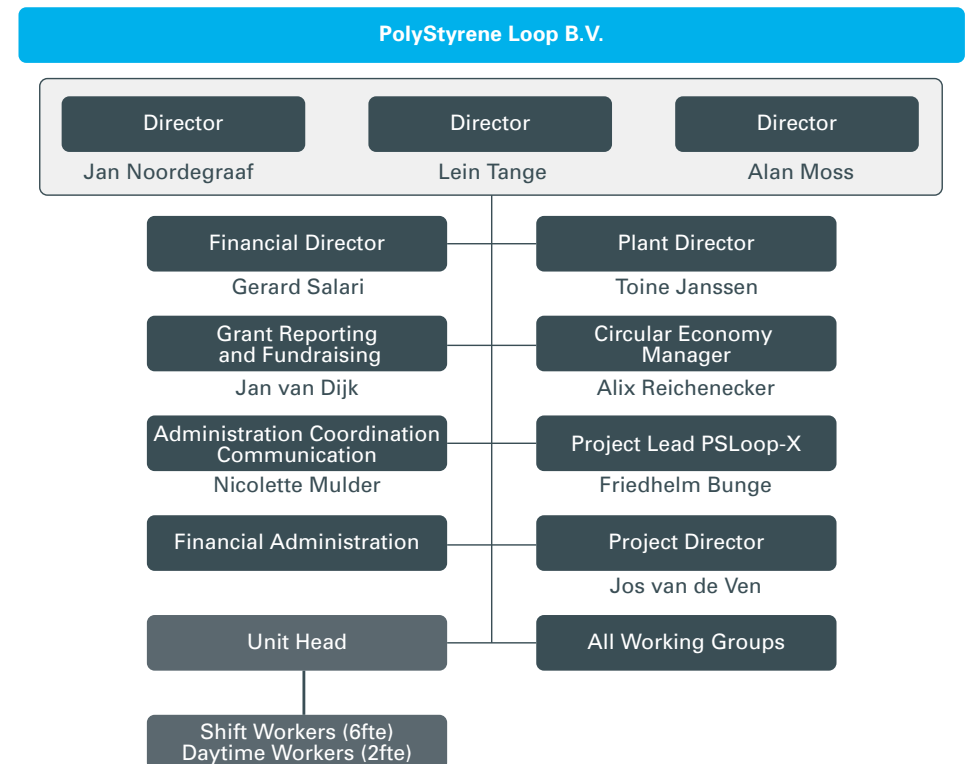 PolyStyrene Loop B.V.
Director
Director
Director
Jan Noordegraaf
Lein Tange
Alan Moss
Financial Director
Plant Director
Gerard Salari
Toine Janssen
Grant Reporting
and Fundraising
Circular Economy
Manager
Jan van Dijk
Alix Reichenecker
Administration Coordination
Communication
Project Lead PSLoop-X
Nicolette Mulder
Friedhelm Bunge
Financial Administration
Project Director
Jos van de Ven
Unit Head
All Working Groups
Shift Workers (6fte)
Daytime Workers (2fte)